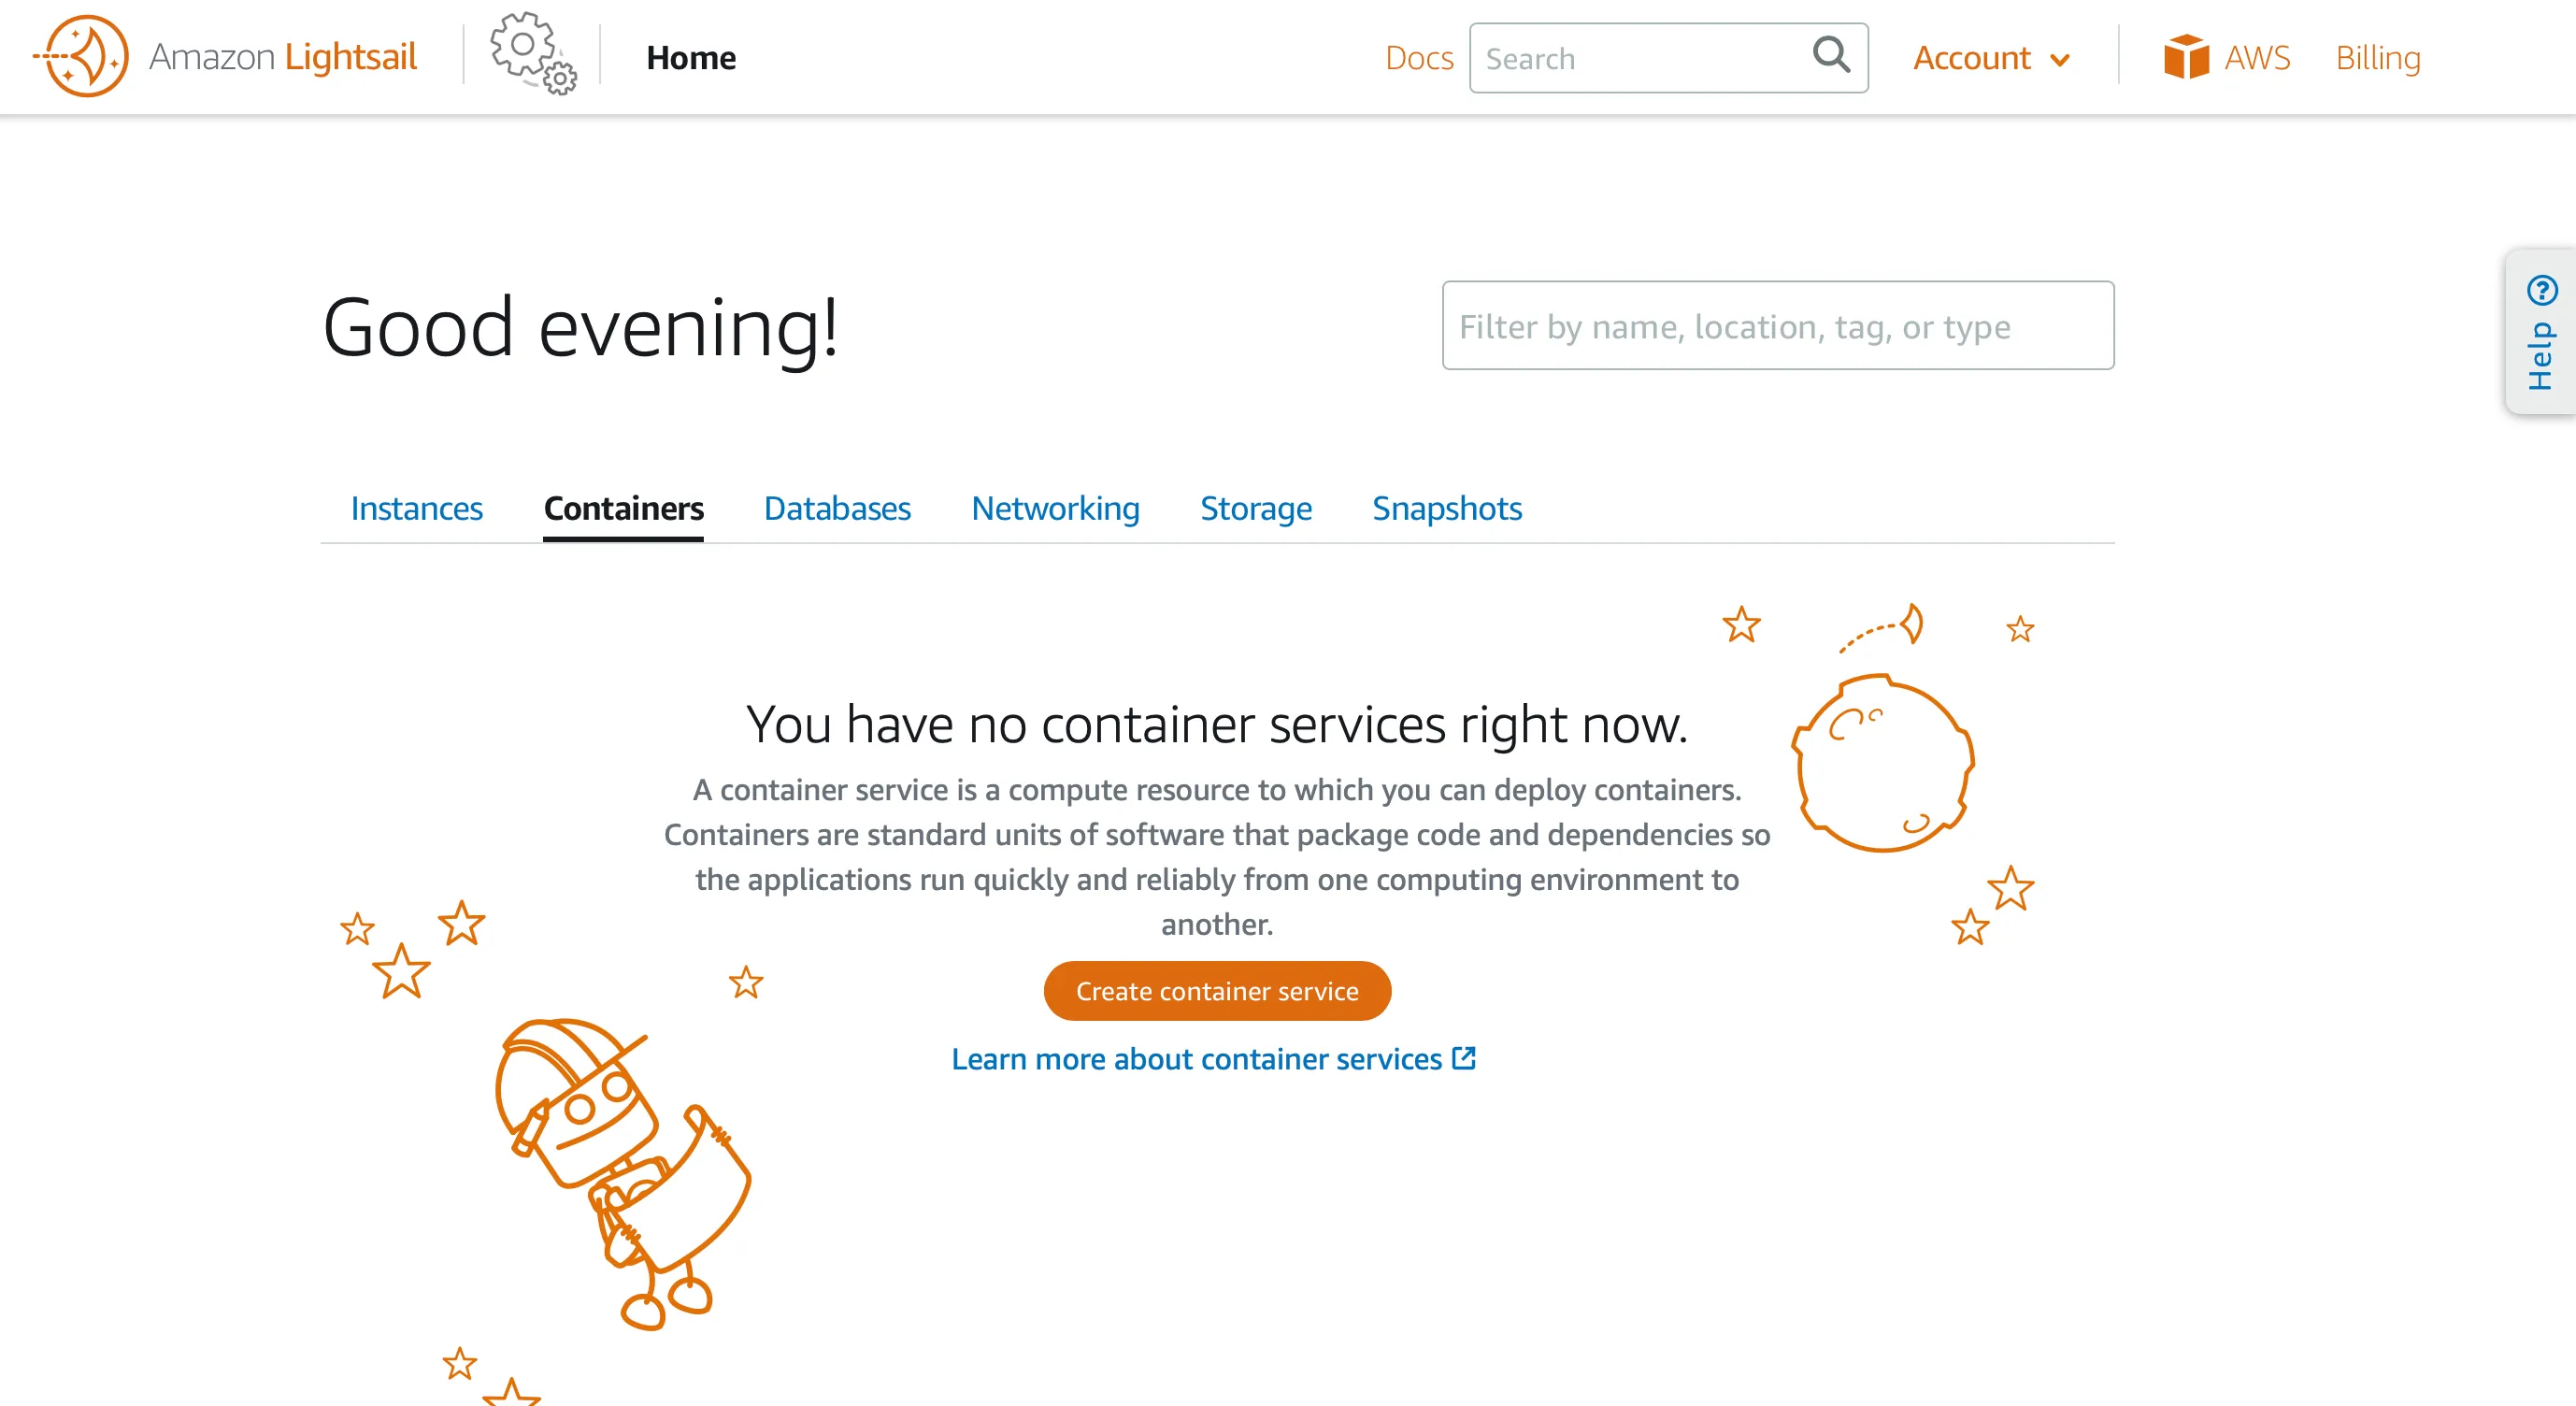 Amazon Lightsail
Home
Docs
Search
Account
AWS
Billing
Help
Good evening!
Filter by name, location, tag, or type
Instances
Containers
Databases
Networking
Storage
Snapshots
You have no container services right now.
A container service is a compute resource to which you can deploy containers.
Containers are standard units of software that package code and dependencies so
the applications run quickly and reliably from one computing environment to
another.
Create container service
Learn more about container services